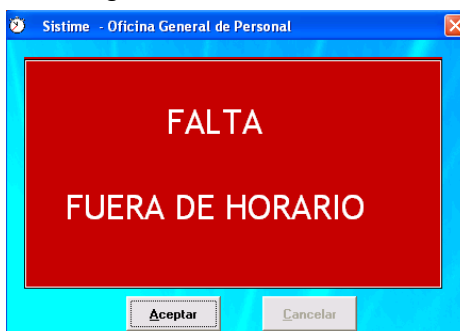 Sistime - Oficina General de Personal
FALTA
FUERA DE HORARIO
Aceptar
Cancelar